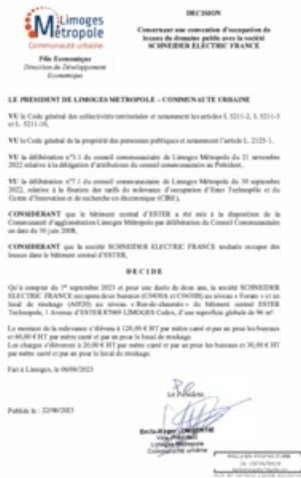 Limoges
Métropole
Communauté urbaine
Pôle Economique
Direction du Développement
Economique
DECISION
Concernant une convention d'occupation de
locaux du domaine public avec la société
SCHNEIDER ELECTRIC FRANCE
LE PRESIDENT DE LIMOGES METROPOLE – COMMUNAUTE URBAINE
VU le Code général des collectivités territoriales et notamment les articles L 5211-2, L 5211-3
et L. 5211-10,
VU le Code général de la propriété des personnes publiques et notamment l'article L. 2125-1,
VU la délibération n°3.1 du conseil communautaire de Limoges Métropole du 21 novembre
2022 relative à la délégation d'attributions du conseil communautaire au Président,
VU la délibération n°7.1 du conseil communautaire de Limoges Métropole du 30 septembre
2022, relative à la fixation des tarifs de redevance d'occupation d'Ester Technopôle et du
Centre d'Innovation et de recherche en électronique (CIRE),
CONSIDERANT que le bâtiment central d'ESTER a été mis à la disposition de la
Communauté d'agglomération Limoges Métropole par délibération du Conseil Communautaire
en date du 30 juin 2008,
CONSIDERANT que la société SCHNEIDER ELECTRIC FRANCE souhaite occuper des
locaux dans le bâtiment central d'ESTER,
DECIDE
Qu'à compter du 1er septembre 2023 et pour une durée de deux ans, la société SCHNEIDER
ELECTRIC FRANCE occupera deux bureaux au niveau « Forum » et un
local de stockage au niveau « Rez-de-chaussée » du bâtiment central ESTER
Technopole, 1 Avenue d'ESTER 87069 LIMOGES Cedex, d'une superficie globale de 96 m².
Le montant de la redevance s'élèvera à 120,00 € HT par mètre carré et par an pour les bureaux
et 60,00 € HT par mètre carré et par an pour le local de stockage.
Les charges s'élèveront à 20,00 € HT par mètre carré et par an pour les bureaux et 30,00 € HT
par mètre carré et par an pour le local de stockage.
Fait à Limoges, le 06/06/2023
Le Président
Publiée le : 22/06/2023
Vice-Président
Limoges Métropole
Communauté urbaine